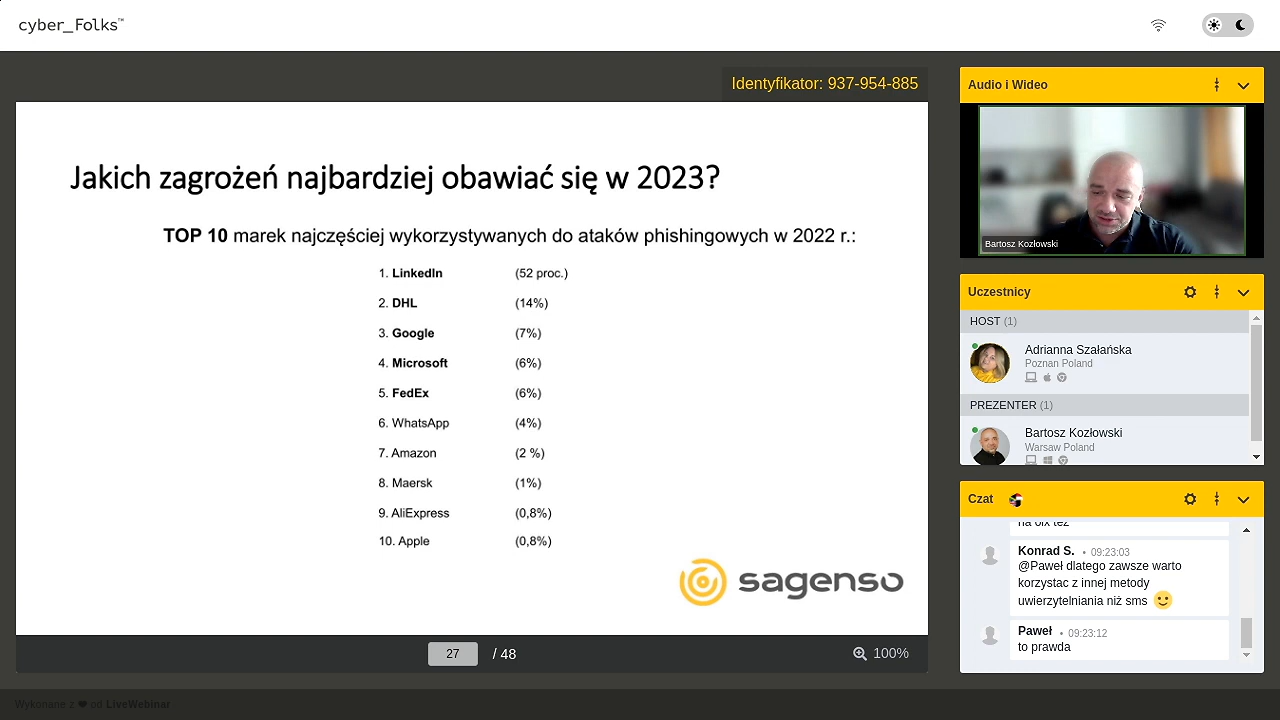 cyber_Folks™
Identyfikator: 937-954-885
Jakich zagrożeń najbardziej obawiać się w 2023?
TOP 10 marek najczęściej wykorzystywanych do ataków phishingowych w 2022 r.:
1. LinkedIn (52 proc.)
2. DHL (14%)
3. Google (7%)
4. Microsoft (6%)
5. FedEx (6%)
6. WhatsApp (4%)
7. Amazon (2 %)
8. Maersk (1%)
9. AliExpress (0,8%)
10. Apple (0,8%)
sagenso
27 / 48
100%
Audio i Wideo
Bartosz Kozłowski
Uczestnicy
HOST (1)
Adrianna Szałańska
Poznan Poland
PREZENTER (1)
Bartosz Kozłowski
Warsaw Poland
Czat
na olx też
Konrad S. • 09:23:03
@Paweł dlatego zawsze warto
korzystac z innej metody
uwierzytelniania niż sms
Paweł • 09:23:12
to prawda
Wykonane z ❤ od LiveWebinar